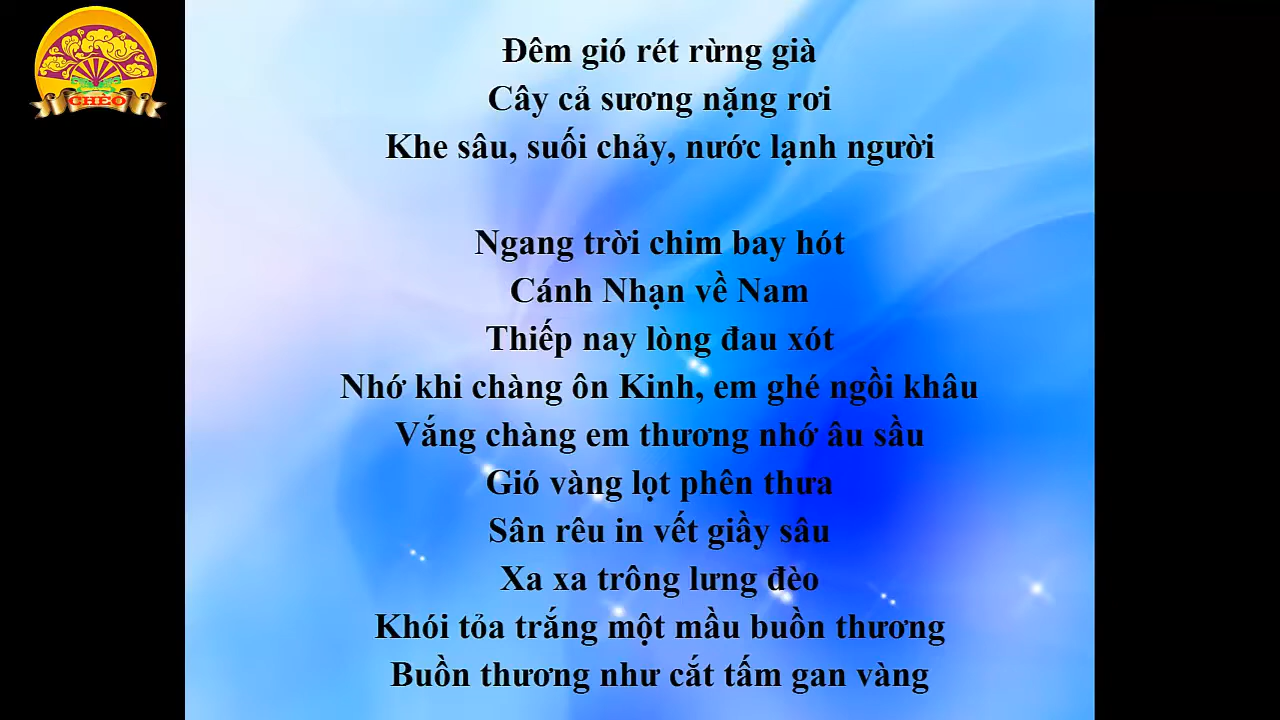 CHÈO
Đêm gió rét rừng già
Cây cả sương nặng rơi
Khe sâu, suối chảy, nước lạnh người
Ngang trời chim bay hót
Cánh Nhạn về Nam
Thiếp nay lòng đau xót
Nhớ khi chàng ôn Kinh, em ghé ngồi khâu
Vắng chàng em thương nhớ âu sầu
Gió vàng lọt phên thưa
Sân rêu in vết giầy sâu
Xa xa trông lưng đèo
Khói tỏa trắng một mầu buồn thương
Buồn thương như cắt tấm gan vàng